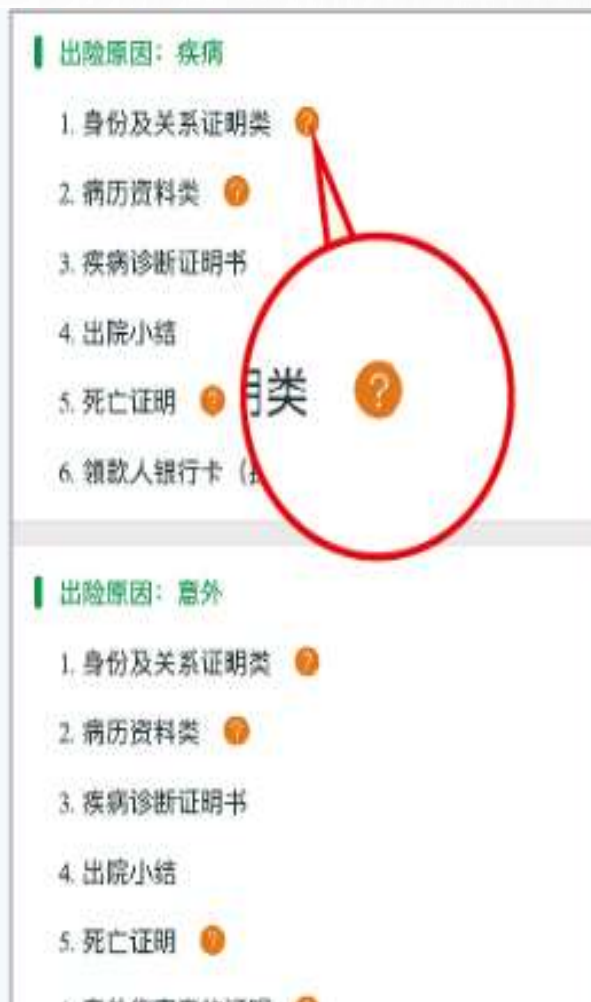 出险原因：疾病
1. 身份及关系证明类 ?
2. 病历资料类 ?
3. 疾病诊断证明书
4. 出院小结
5. 死亡证明 ?
明类 ?
6. 领款人银行卡（
出险原因：意外
1. 身份及关系证明类 ?
2. 病历资料类 ?
3. 疾病诊断证明书
4. 出院小结
5. 死亡证明 ?